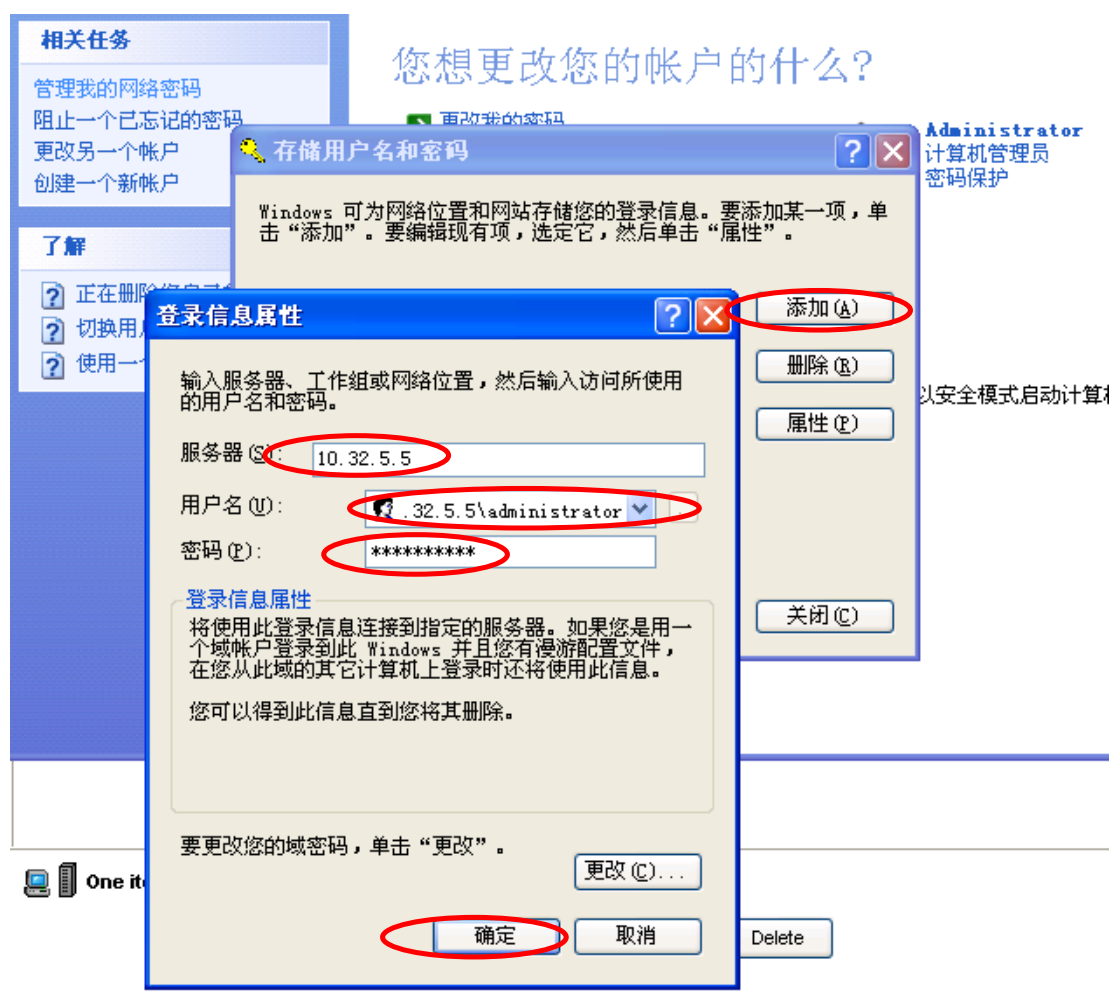 相关任务
管理我的网络密码
阻止一个已忘记的密码
更改另一个帐户
创建一个新帐户
了解
正在删除
切换用户
使用一个
您想更改您的帐户的什么?
更改我的密码
Administrator
计算机管理员
密码保护
存储用户名和密码
Windows 可为网络位置和网站存储您的登录信息。要添加某一项，单
击“添加”。要编辑现有项，选定它，然后单击“属性”。
添加(A)
删除(R)
属性(P)
关闭(C)
以安全模式启动计算机
登录信息属性
输入服务器、工作组或网络位置，然后输入访问所使用
的用户名和密码。
服务器(S): 10.32.5.5
用户名(U): .32.5.5\administrator
密码(P): **********
登录信息属性
将使用此登录信息连接到指定的服务器。如果您是用一
个域帐户登录到此 Windows 并且您有漫游配置文件，
在您从此域的其它计算机上登录时还将使用此信息。
您可以得到此信息直到您将其删除。
要更改您的域密码，单击“更改”。
更改(C)...
确定 取消
One ite
Delete